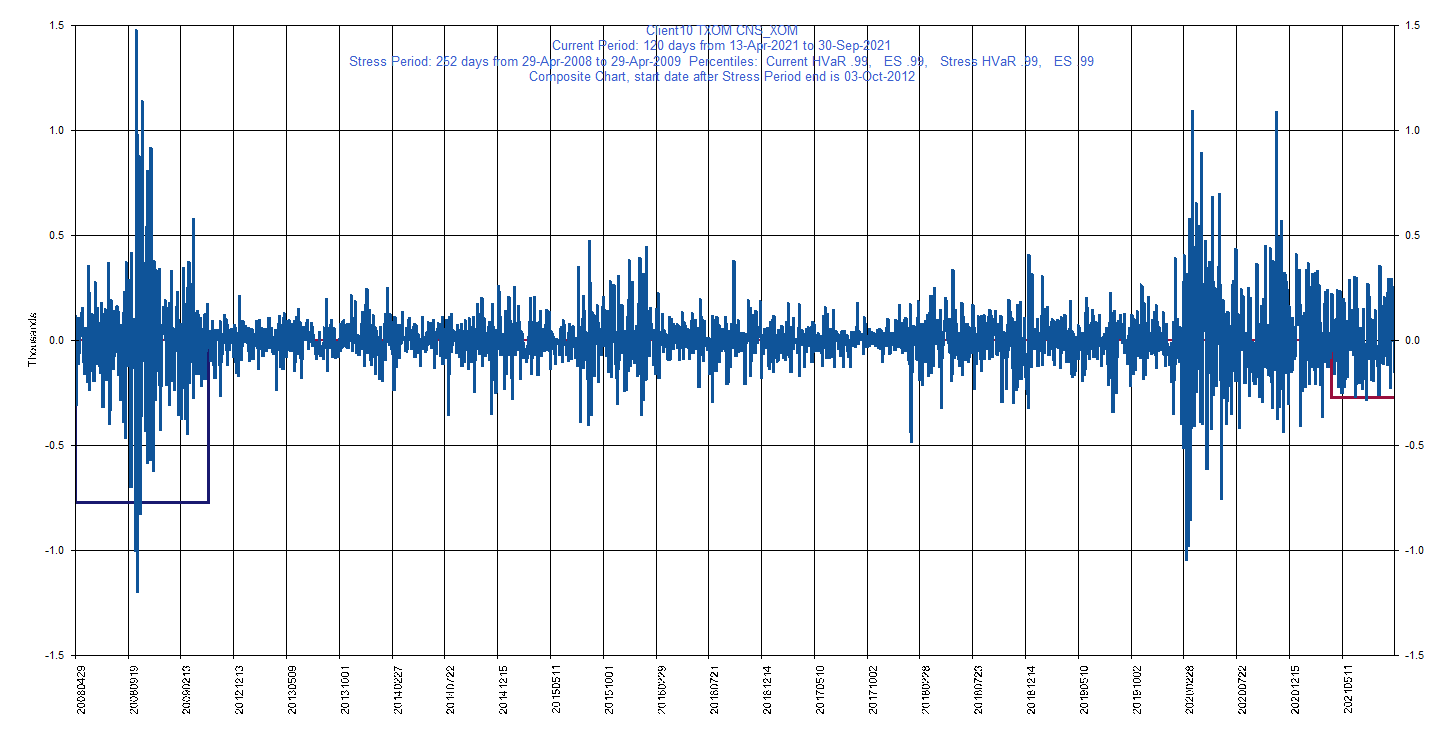 Client10 TXOM CNS_XOM
Current Period: 120 days from 13-Apr-2021 to 30-Sep-2021
Stress Period: 252 days from 29-Apr-2008 to 29-Apr-2009 Percentiles: Current HVaR .99, ES .99, Stress HVaR .99, ES .99
Composite Chart, start date after Stress Period end is 03-Oct-2012
1.5 1.5
1.0 1.0
0.5 0.5
0.0 0.0
-0.5 -0.5
-1.0 -1.0
-1.5 -1.5
Thousands
20080429 20080919 20090213 20121213 20130509 20131001 20140227 20140722 20141215 20150511 20151001 20160229 20160721 20161214 20170510 20171002 20180228 20180723 20181214 20190510 20191002 20200228 20200722 20201215 20210511